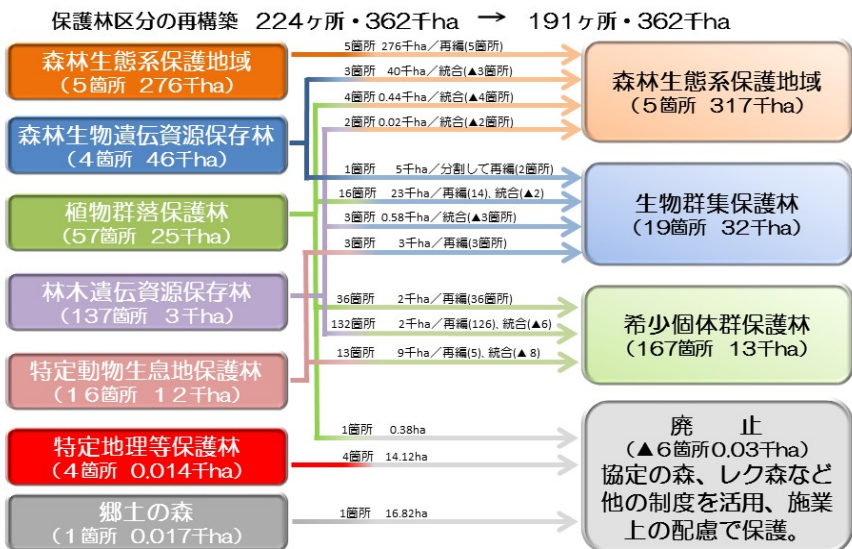 保護林区分の再構築 224ヶ所・362千ha → 191ヶ所・362千ha
森林生態系保護地域
(5箇所 276千ha)
森林生物遺伝資源保存林
(4箇所 46千ha)
植物群落保護林
(57箇所 25千ha)
林木遺伝資源保存林
(137箇所 3千ha)
特定動物生息地保護林
(16箇所 12千ha)
特定地理等保護林
(4箇所 0.014千ha)
郷土の森
(1箇所 0.017千ha)
5箇所 276千ha/再編(5箇所)
3箇所 40千ha/統合(▲3箇所)
4箇所 0.44千ha/統合(▲4箇所)
2箇所 0.02千ha/統合(▲2箇所)
1箇所 5千ha/分割して再編(2箇所)
16箇所 23千ha/再編(14)、統合(▲2)
3箇所 0.58千ha/統合(▲3箇所)
3箇所 3千ha/再編(3箇所)
36箇所 2千ha/再編(36箇所)
132箇所 2千ha/再編(126)、統合(▲6)
13箇所 9千ha/再編(5)、統合(▲ 8)
1箇所 0.38ha
4箇所 14.12ha
1箇所 16.82ha
森林生態系保護地域
(5箇所 317千ha)
生物群集保護林
(19箇所 32千ha)
希少個体群保護林
(167箇所 13千ha)
廃 止
(▲6箇所0.03千ha)
協定の森、レク森など
他の制度を活用、施業
上の配慮で保護。